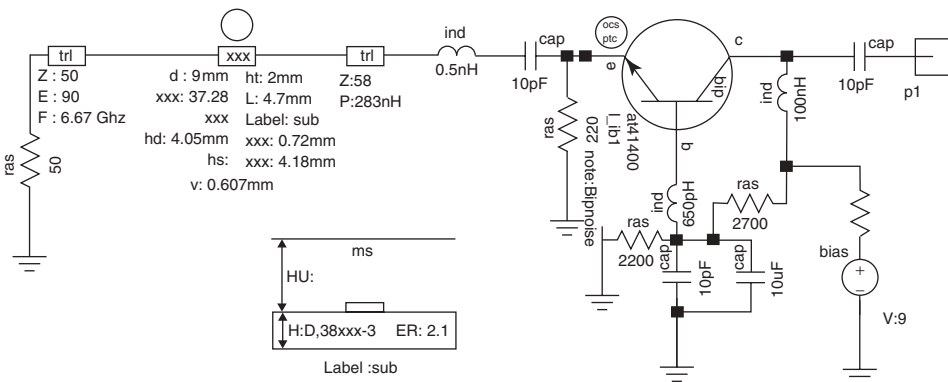 trl
Z : 50
E : 90
F : 6.67 Ghz
ras
50
xxx
d : 9mm
xxx: 37.28
xxx
hd: 4.05mm
hs:
v: 0.607mm
ht: 2mm
L: 4.7mm
Label: sub
xxx: 0.72mm
xxx: 4.18mm
trl
Z:58
P:283nH
ind
0.5nH
cap
10pF
ras
220
note:Bipnoise
ocs
ptc
e
c
b
bip
at41400
I_ib1
ind
650pH
ras
2200
cap
10pF
cap
10uF
ras
2700
ind
100nH
cap
10pF
p1
bias
+
−
V:9
ms
HU:
H:D,38xxx-3
ER: 2.1
Label :sub